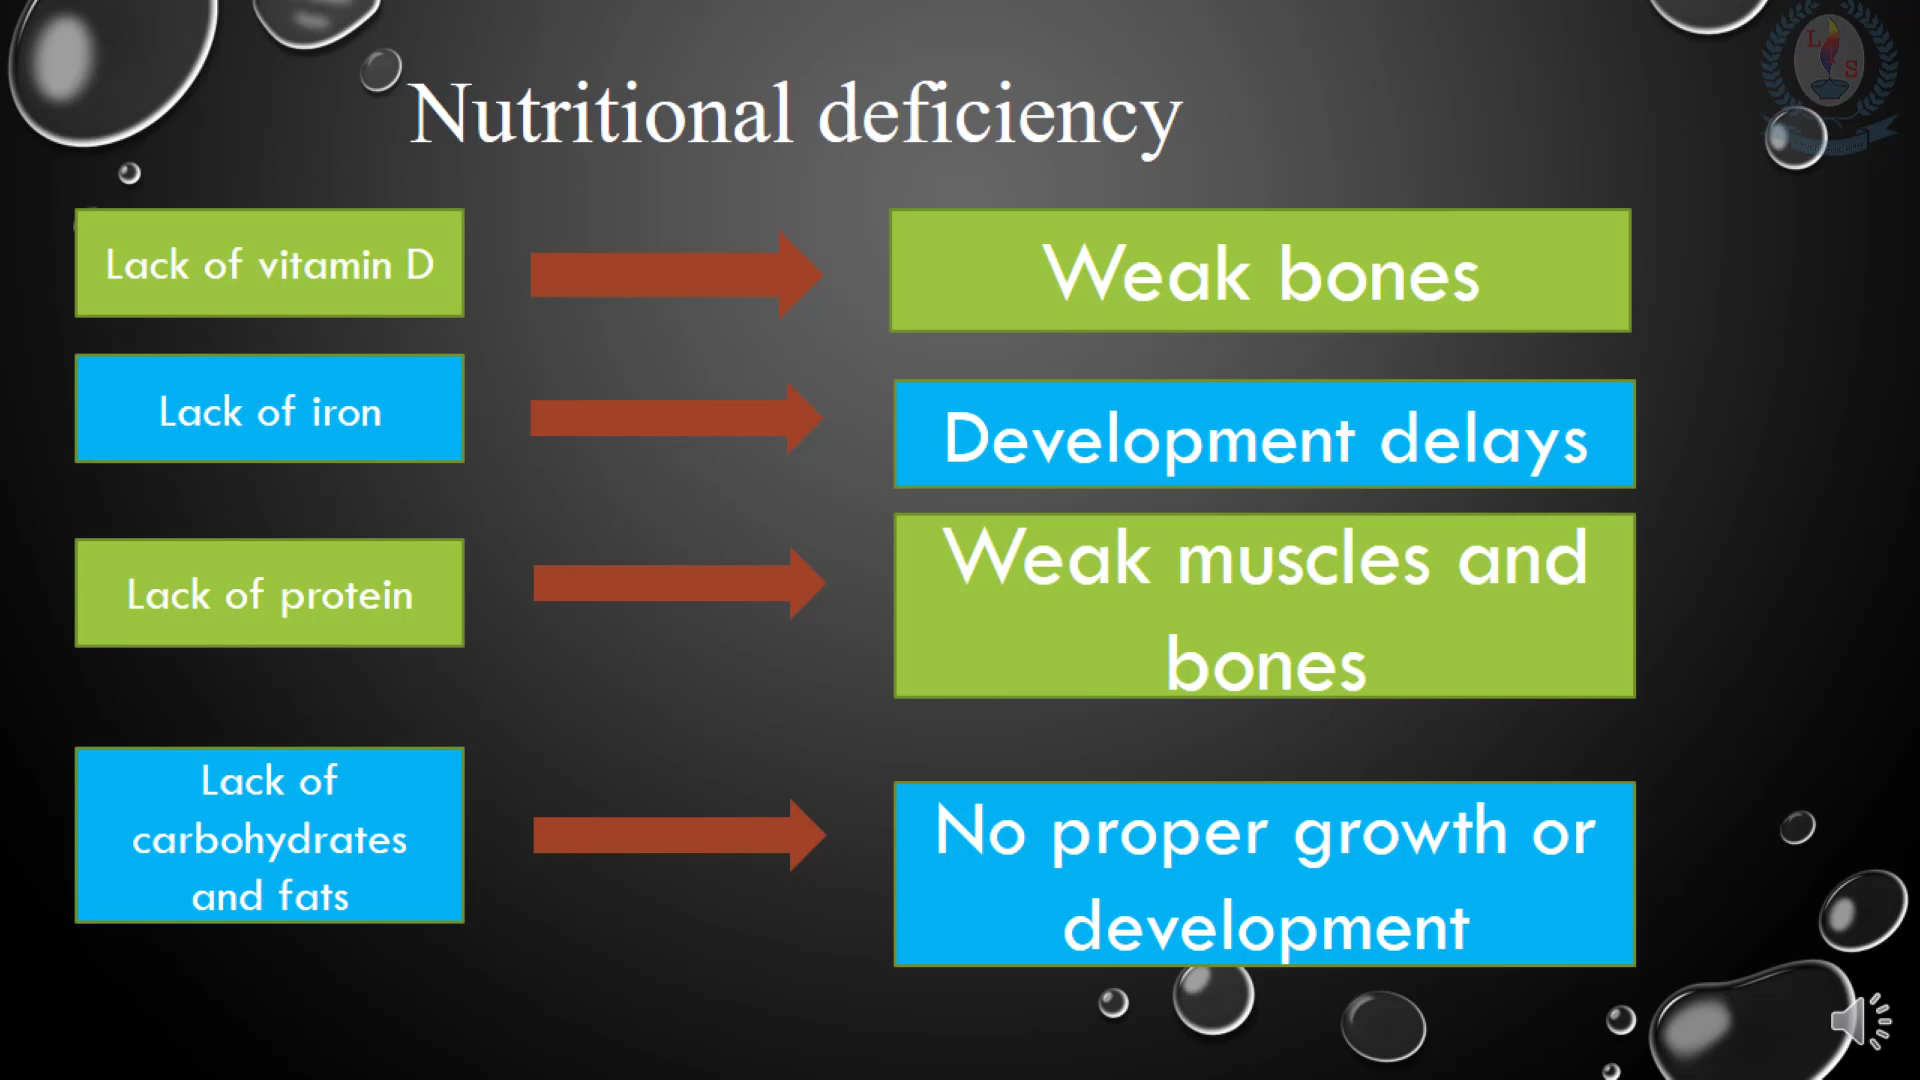 Nutritional deficiency
Lack of vitamin D
Weak bones
Lack of iron
Development delays
Lack of protein
Weak muscles and
bones
Lack of
carbohydrates
and fats
No proper growth or
development
L
S